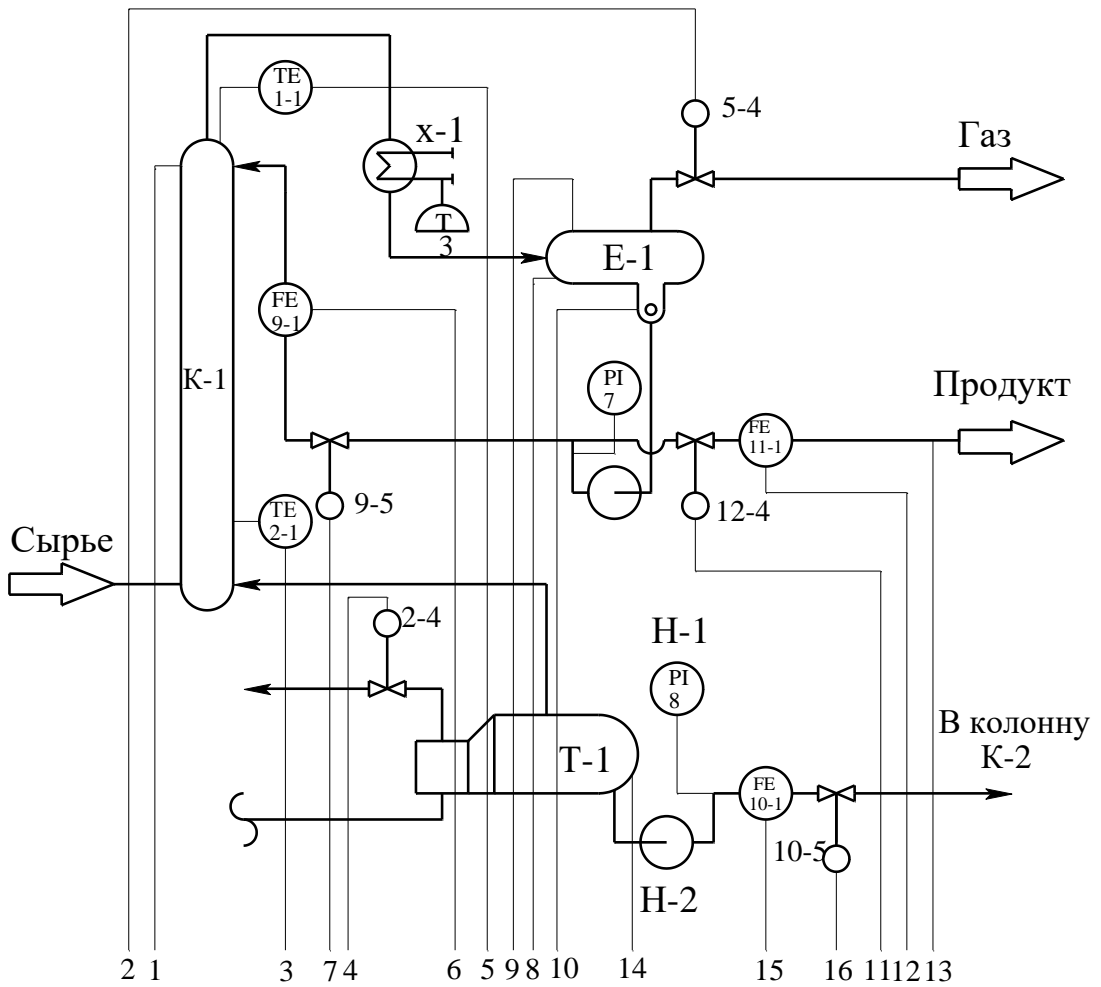 TE
1-1
х-1
5-4
Газ
Т
3
Е-1
FE
9-1
К-1
PI
7
Продукт
FE
11-1
9-5
12-4
TE
2-1
Сырье
2-4
Н-1
PI
8
В колонну
К-2
Т-1
FE
10-1
10-5
Н-2
2 1 3 7 4 6 5 9 8 10 14 15 16 11 12 13